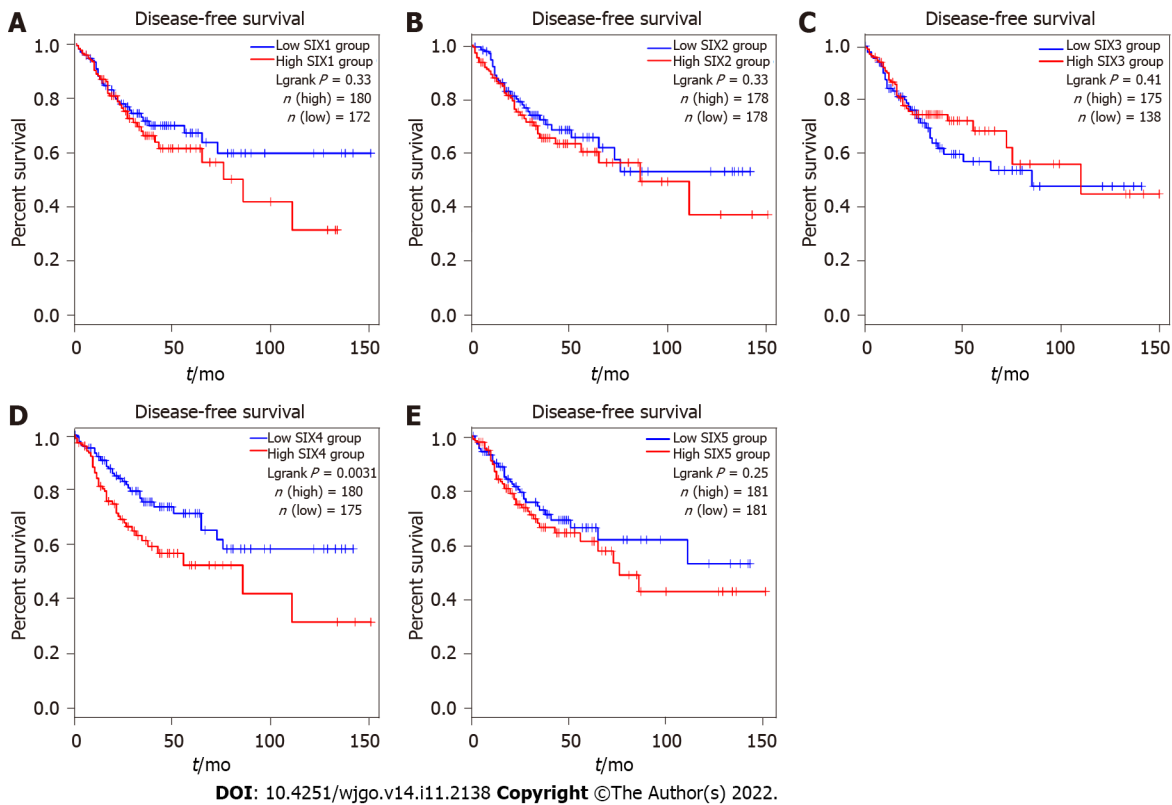 A
Disease-free survival
Low SIX1 group
High SIX1 group
Lgrank P = 0.33
n (high) = 180
n (low) = 172
Percent survival
1.0
0.8
0.6
0.4
0.2
0.0
0 50 100 150
t/mo
B
Disease-free survival
Low SIX2 group
High SIX2 group
Lgrank P = 0.33
n (high) = 178
n (low) = 178
Percent survival
1.0
0.8
0.6
0.4
0.2
0.0
0 50 100 150
t/mo
C
Disease-free survival
Low SIX3 group
High SIX3 group
Lgrank P = 0.41
n (high) = 175
n (low) = 138
Percent survival
1.0
0.8
0.6
0.4
0.2
0.0
0 50 100 150
t/mo
D
Disease-free survival
Low SIX4 group
High SIX4 group
Lgrank P = 0.0031
n (high) = 180
n (low) = 175
Percent survival
1.0
0.8
0.6
0.4
0.2
0.0
0 50 100 150
t/mo
E
Disease-free survival
Low SIX5 group
High SIX5 group
Lgrank P = 0.25
n (high) = 181
n (low) = 181
Percent survival
1.0
0.8
0.6
0.4
0.2
0.0
0 50 100 150
t/mo
DOI: 10.4251/wjgo.v14.i11.2138 Copyright ©The Author(s) 2022.